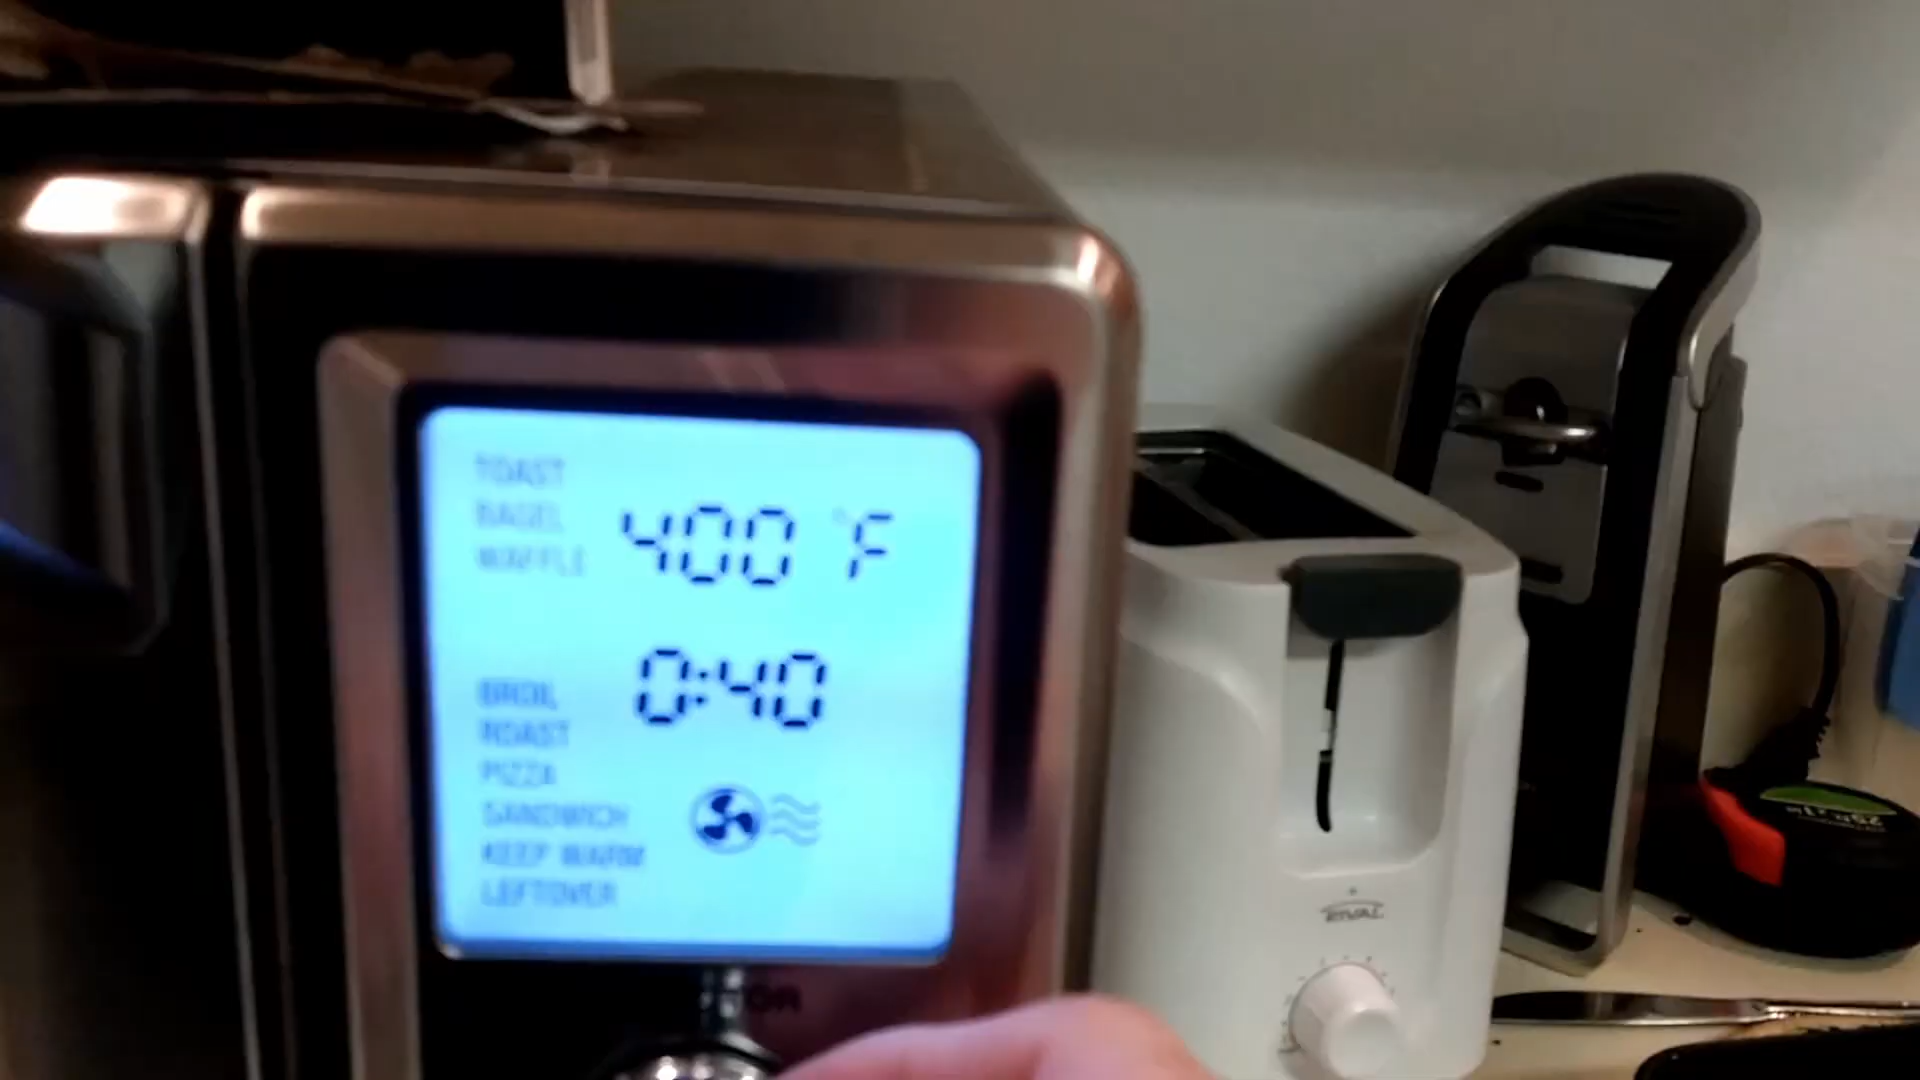 TOAST
BAGEL
WAFFLE
400 °F
0:40
BROIL
ROAST
PIZZA
SANDWICH
KEEP WARM
LEFTOVER
RIVAL